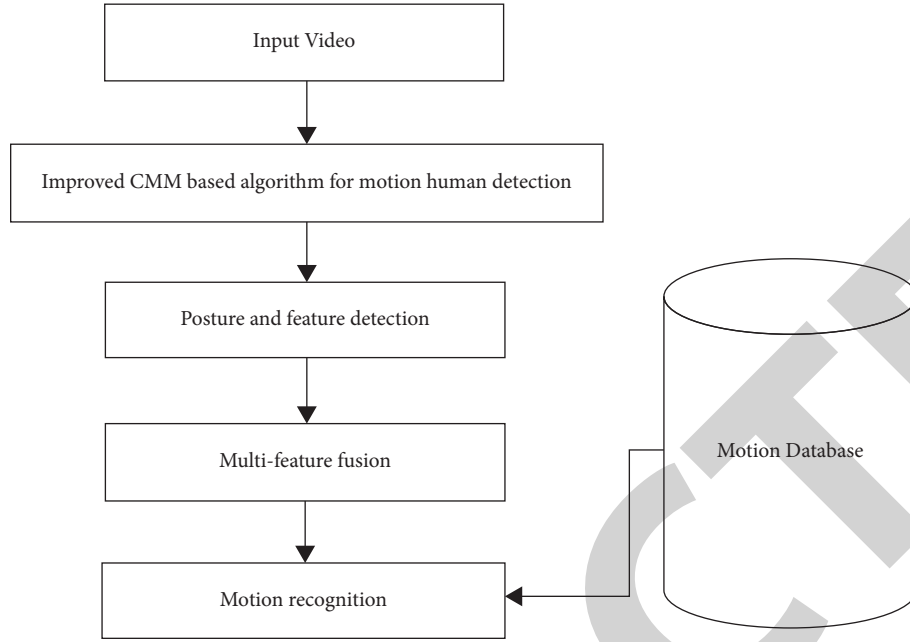 Input Video
Improved CMM based algorithm for motion human detection
Posture and feature detection
Multi-feature fusion
Motion Database
Motion recognition